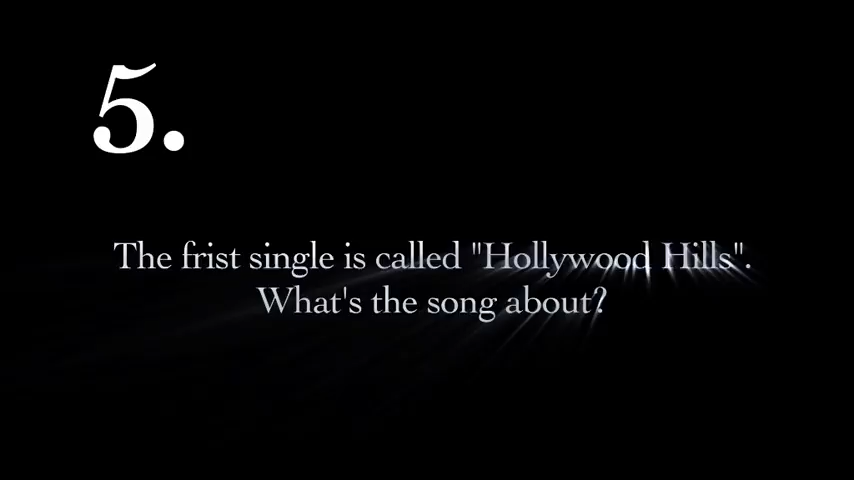 5.
The frist single is called "Hollywood Hills".
What's the song about?